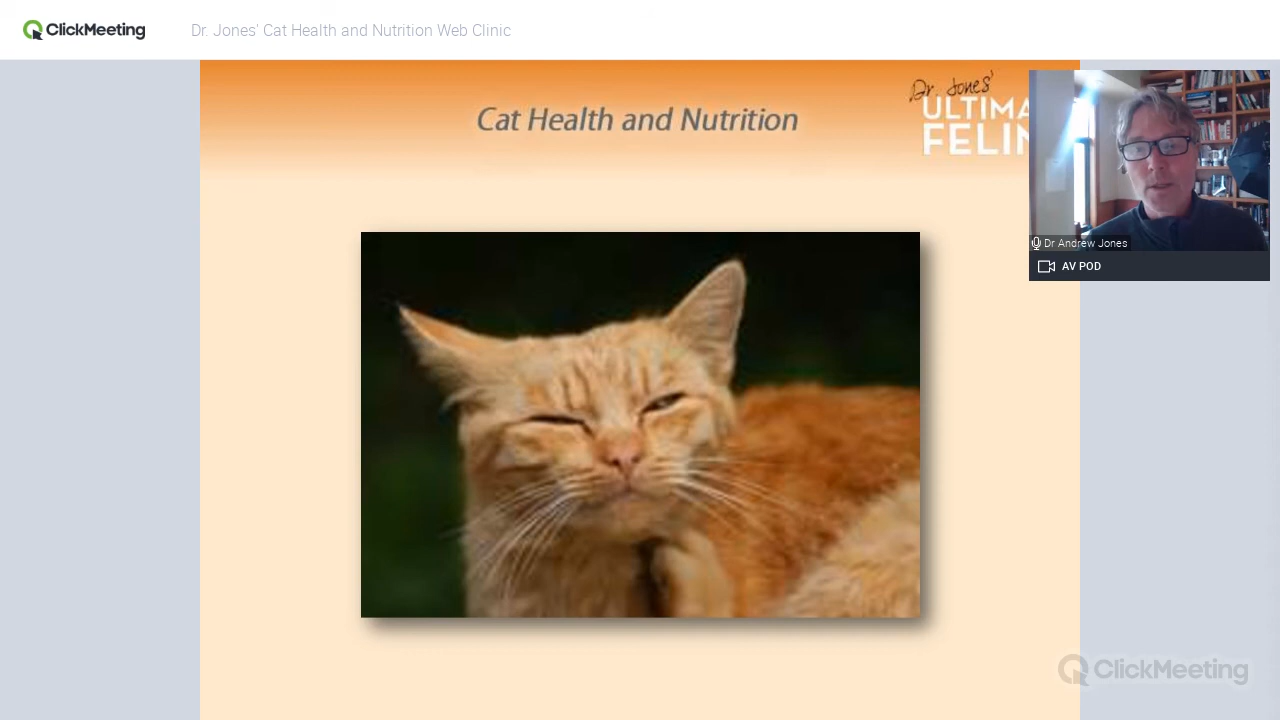 ClickMeeting
Dr. Jones' Cat Health and Nutrition Web Clinic
Cat Health and Nutrition
Dr. Jones'
ULTIMA
FELIN
Dr Andrew Jones
AV POD
ClickMeeting